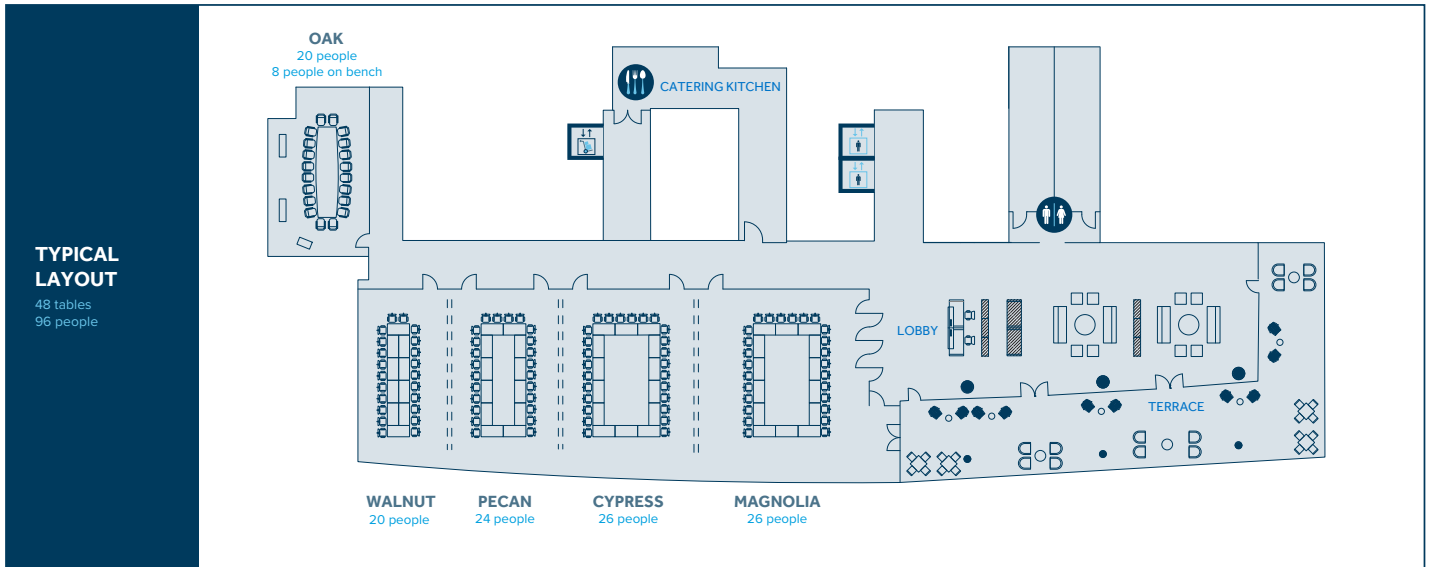 TYPICAL
LAYOUT
48 tables
96 people
OAK
20 people
8 people on bench
CATERING KITCHEN
LOBBY
TERRACE
WALNUT
20 people
PECAN
24 people
CYPRESS
26 people
MAGNOLIA
26 people